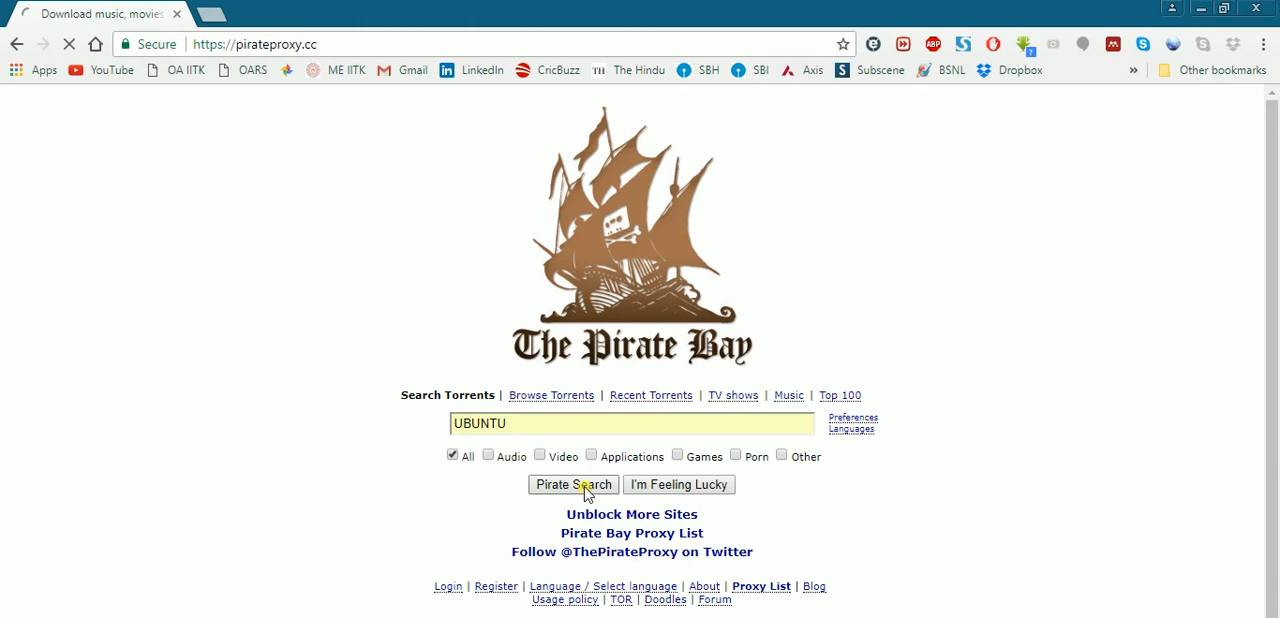 Download music, movies
Secure https://pirateproxy.cc
Apps YouTube OA IITK OARS ME IITK Gmail LinkedIn CricBuzz TH The Hindu SBH SBI Axis Subscene BSNL Dropbox » Other bookmarks
The Pirate Bay
Search Torrents | Browse Torrents | Recent Torrents | TV shows | Music | Top 100
UBUNTU
Preferences
Languages
All Audio Video Applications Games Porn Other
Pirate Search I'm Feeling Lucky
Unblock More Sites
Pirate Bay Proxy List
Follow @ThePirateProxy on Twitter
Login | Register | Language / Select language | About | Proxy List | Blog
Usage policy | TOR | Doodles | Forum